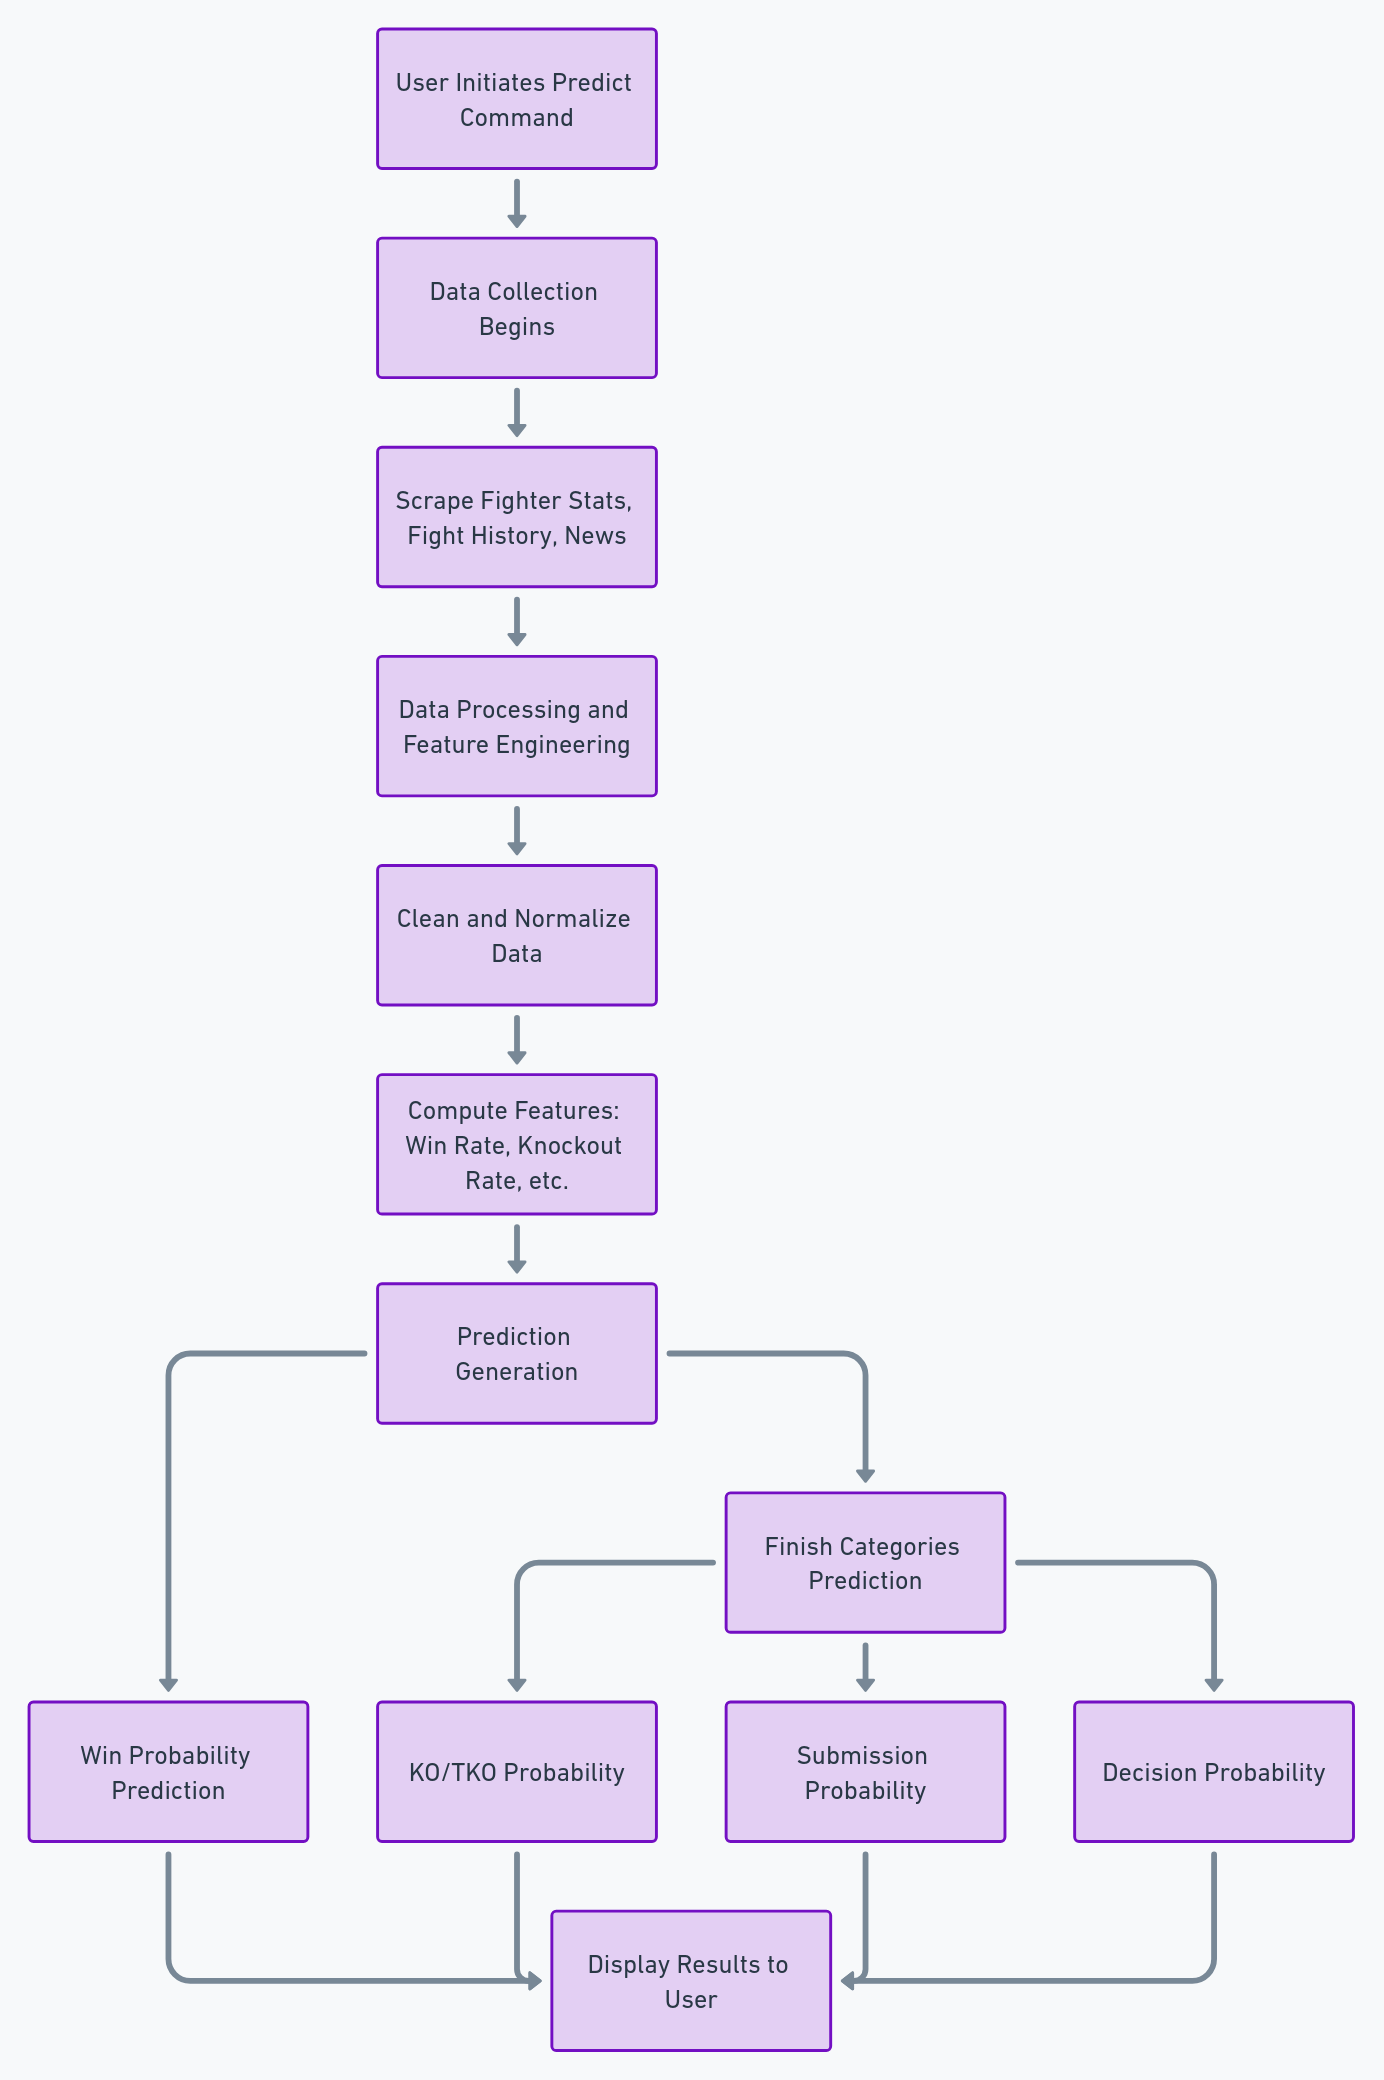 User Initiates Predict
Command
Data Collection
Begins
Scrape Fighter Stats,
Fight History, News
Data Processing and
Feature Engineering
Clean and Normalize
Data
Compute Features:
Win Rate, Knockout
Rate, etc.
Prediction
Generation
Finish Categories
Prediction
Win Probability
Prediction
KO/TKO Probability
Submission
Probability
Decision Probability
Display Results to
User